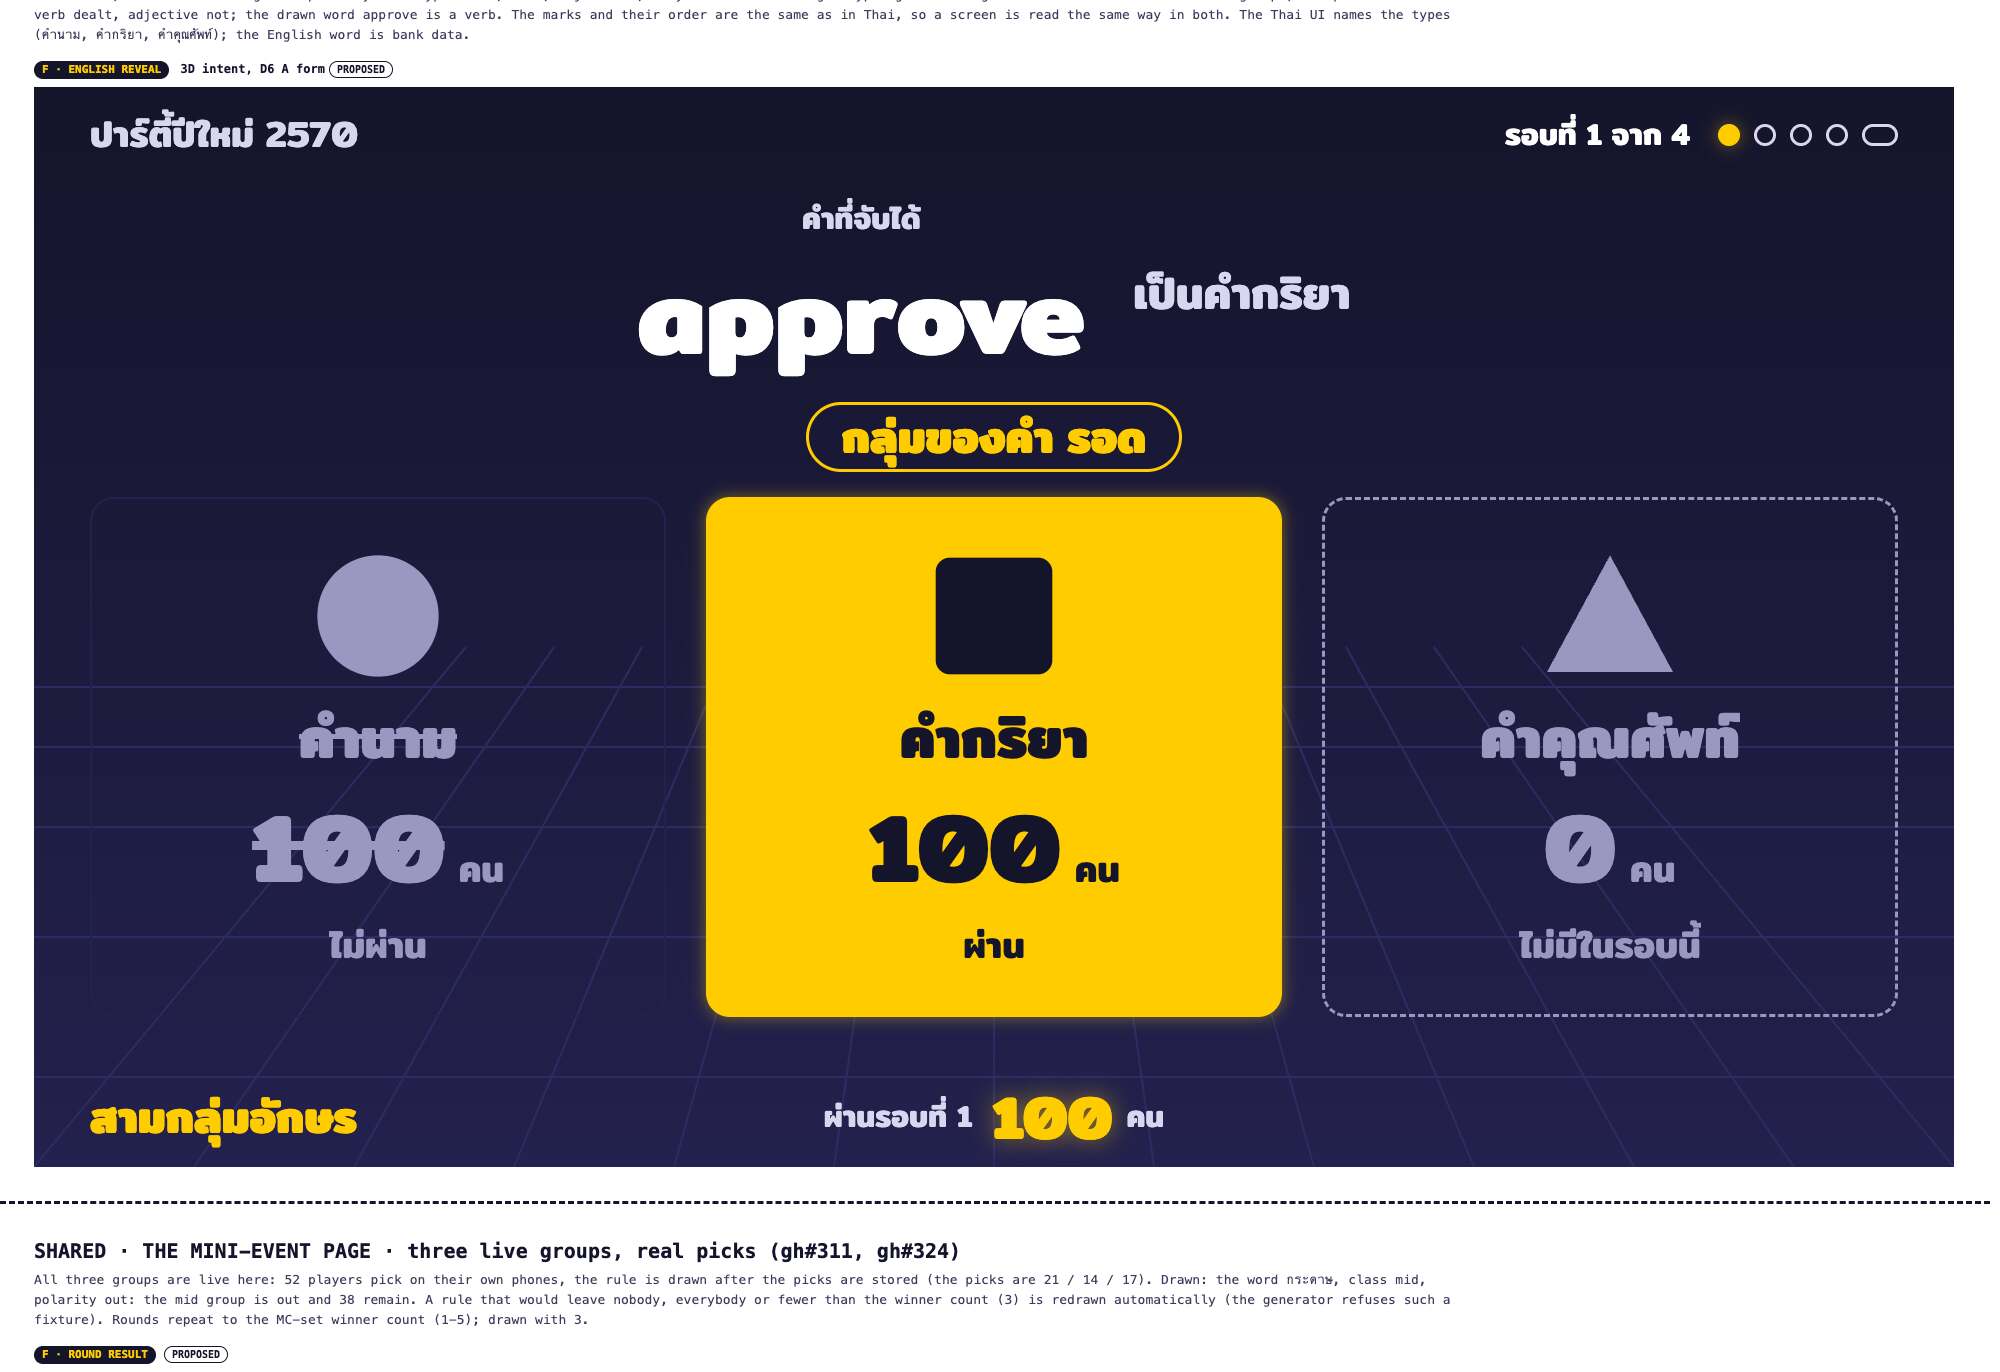 verb dealt, adjective not; the drawn word approve is a verb. The marks and their order are the same as in Thai, so a screen is read the same way in both. The Thai UI names the types
(คำนาม, คำกริยา, คำคุณศัพท์); the English word is bank data.
F · ENGLISH REVEAL 3D intent, D6 A form PROPOSED
ปาร์ตี้ปีใหม่ 2570
รอบที่ 1 จาก 4
คำที่จับได้
approve เป็นคำกริยา
กลุ่มของคำ รอด
คำนาม
100 คน
ไม่ผ่าน
คำกริยา
100 คน
ผ่าน
คำคุณศัพท์
0 คน
ไม่มีในรอบนี้
สามกลุ่มอักษร
ผ่านรอบที่ 1 100 คน
SHARED · THE MINI-EVENT PAGE · three live groups, real picks (gh#311, gh#324)
All three groups are live here: 52 players pick on their own phones, the rule is drawn after the picks are stored (the picks are 21 / 14 / 17). Drawn: the word กระดาษ, class mid,
polarity out: the mid group is out and 38 remain. A rule that would leave nobody, everybody or fewer than the winner count (3) is redrawn automatically (the generator refuses such a
fixture). Rounds repeat to the MC-set winner count (1-5); drawn with 3.
F · ROUND RESULT PROPOSED